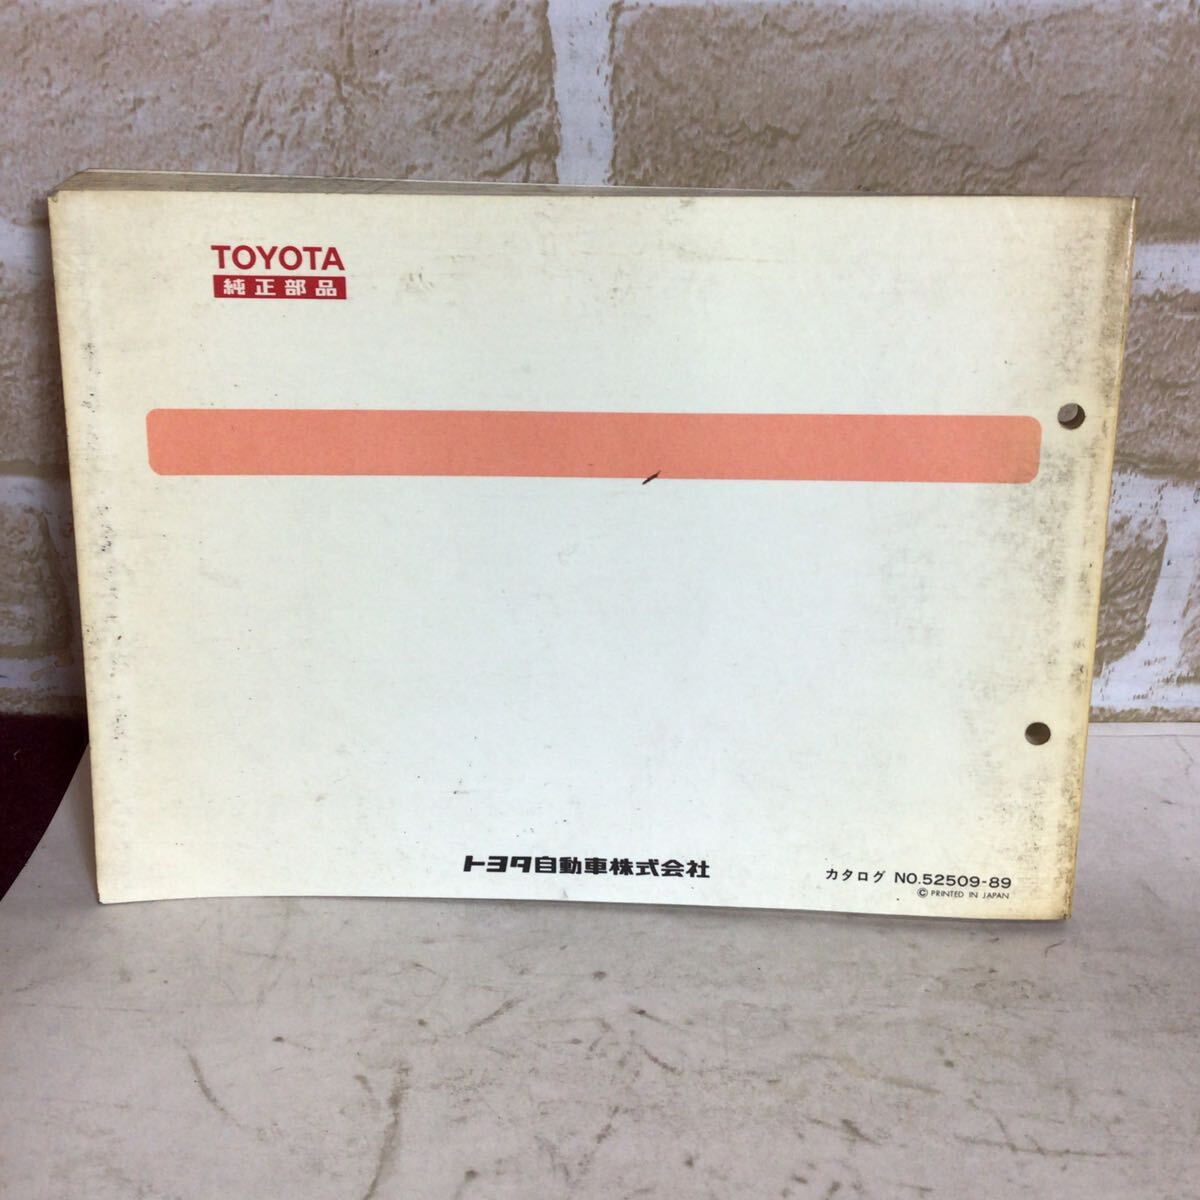 TOYOTA
純正部品
トヨタ自動車株式会社
カタログ NO.52509-89
© PRINTED IN JAPAN